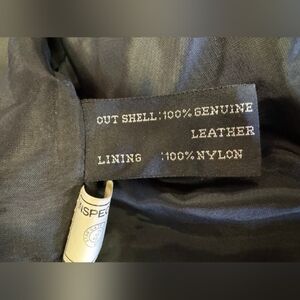 OUT SHELL:100% GENUINE
LEATHER
LINING :100% NYLON